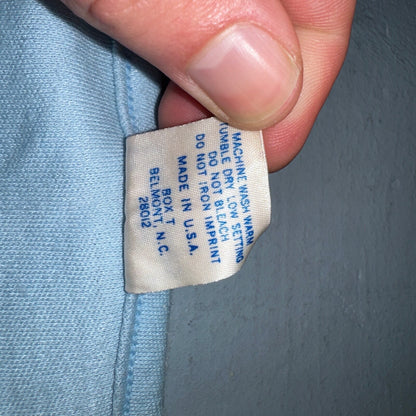 MACHINE WASH WARM
TUMBLE DRY LOW SETTING
DO NOT BLEACH
DO NOT IRON IMPRINT
MADE IN U.S.A.
BOX T
BELMONT, N.C.
28012